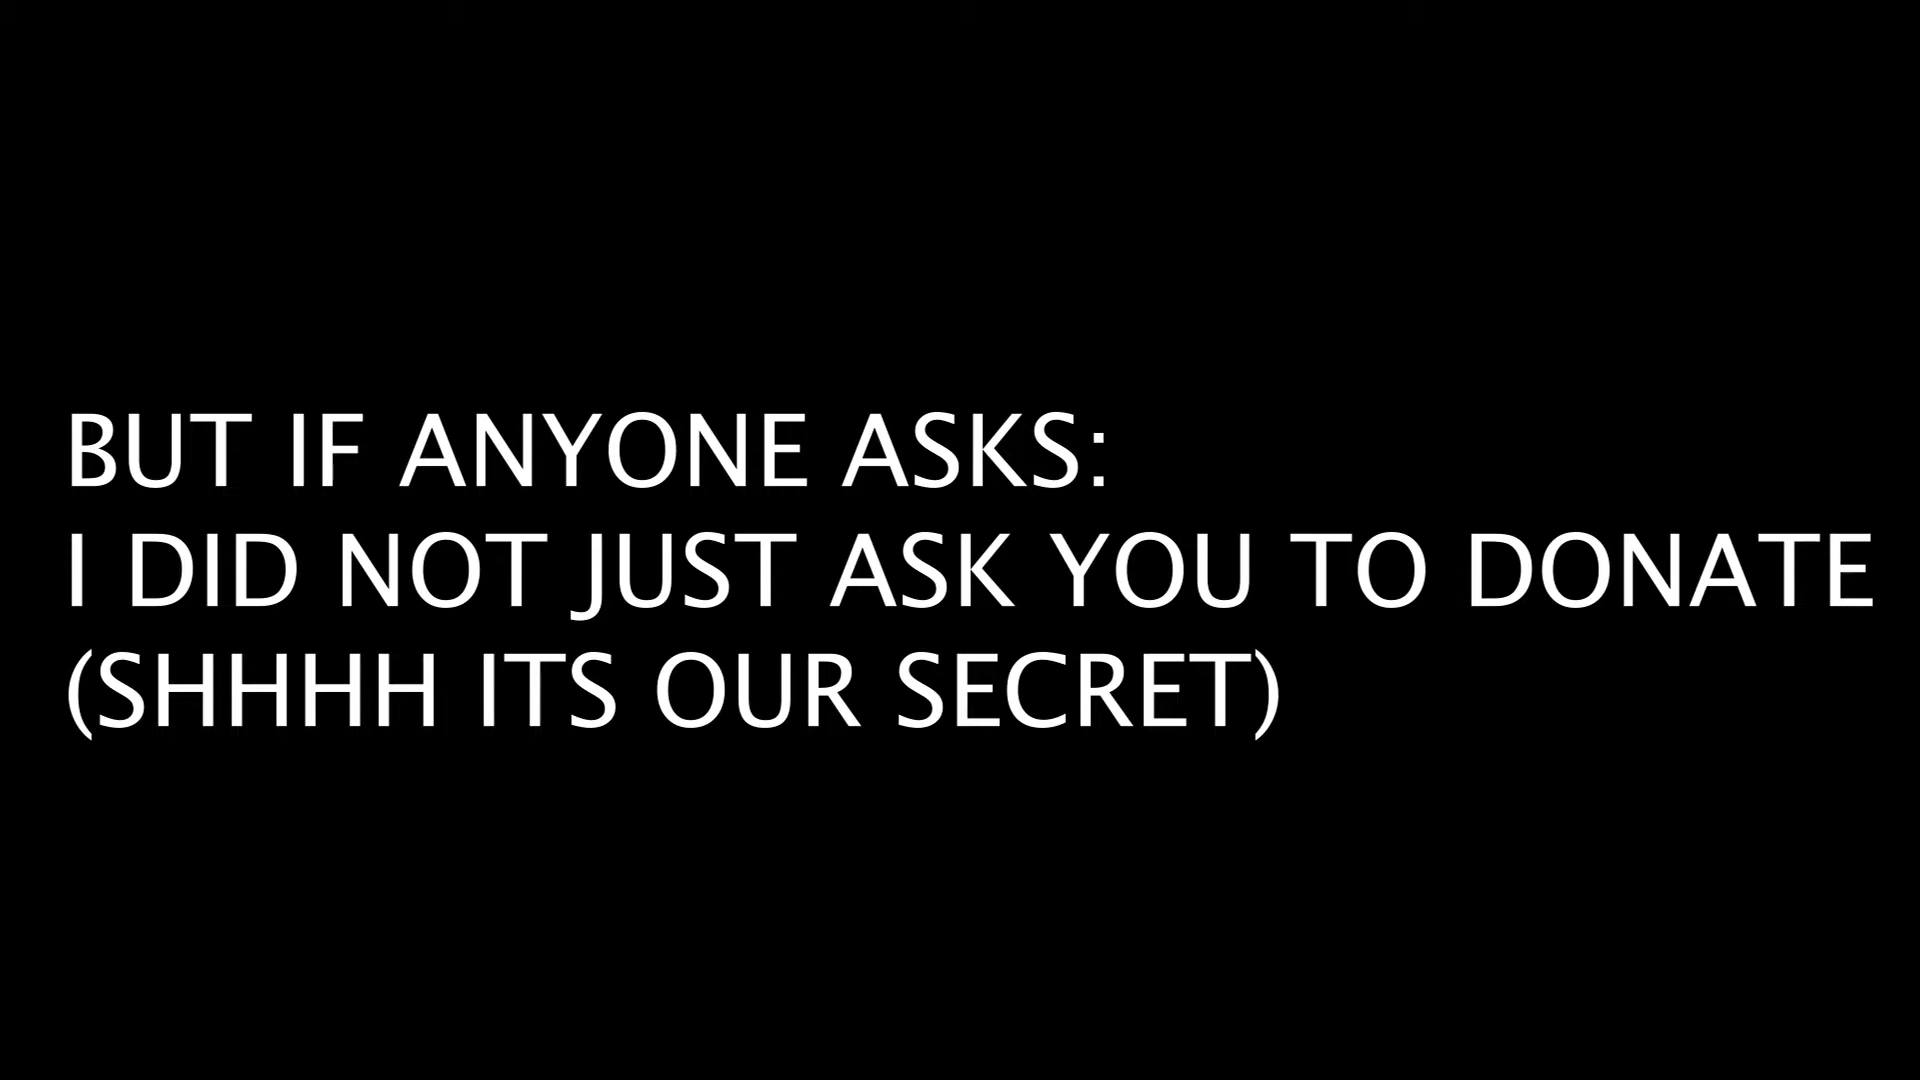 BUT IF ANYONE ASKS:
I DID NOT JUST ASK YOU TO DONATE
(SHHHH ITS OUR SECRET)